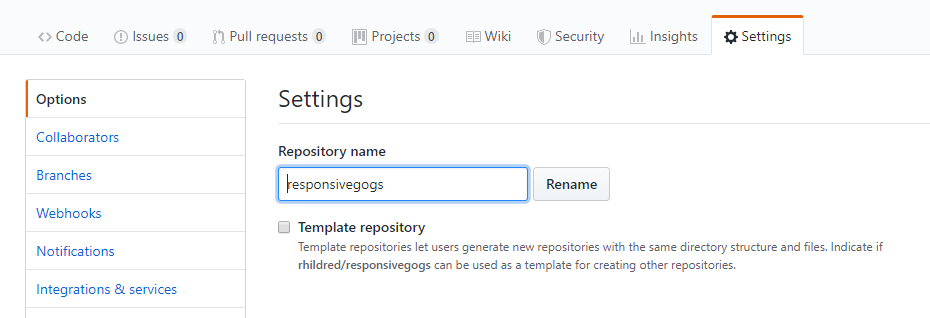 Code Issues 0 Pull requests 0 Projects 0 Wiki Security Insights Settings
Options
Collaborators
Branches
Webhooks
Notifications
Integrations & services
Settings
Repository name
responsivegogs Rename
Template repository
Template repositories let users generate new repositories with the same directory structure and files. Indicate if
rhildred/responsivegogs can be used as a template for creating other repositories.